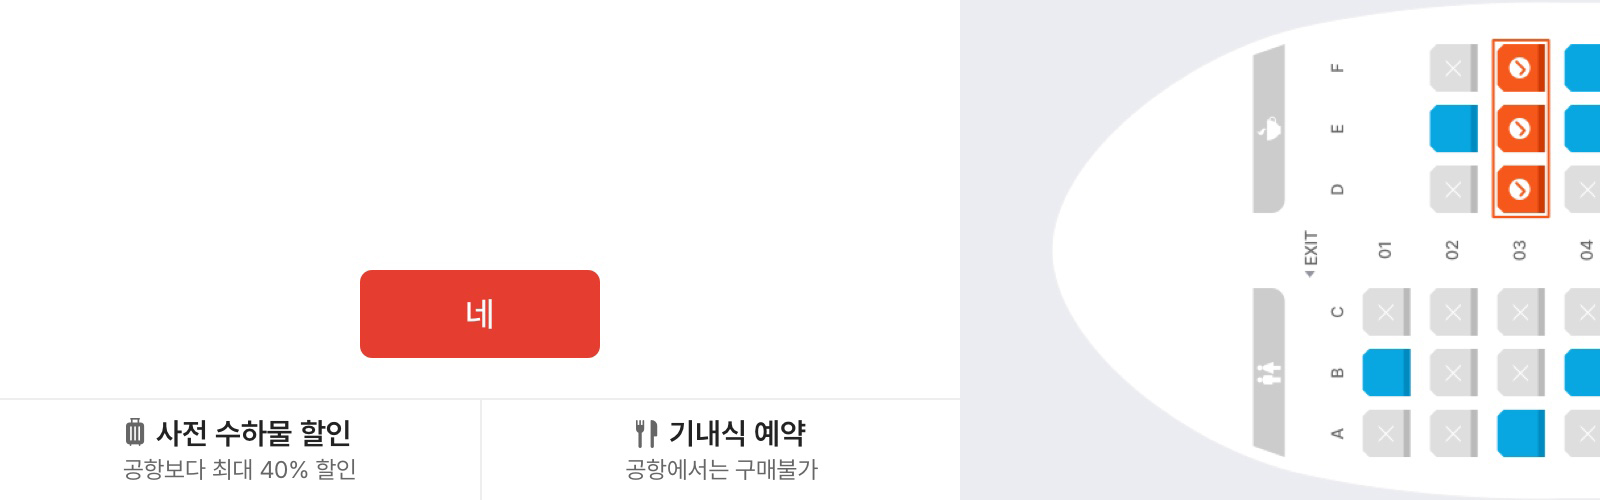 네
사전 수하물 할인
공항보다 최대 40% 할인
기내식 예약
공항에서는 구매불가
F
E
D
EXIT
01
02
03
04
C
B
A